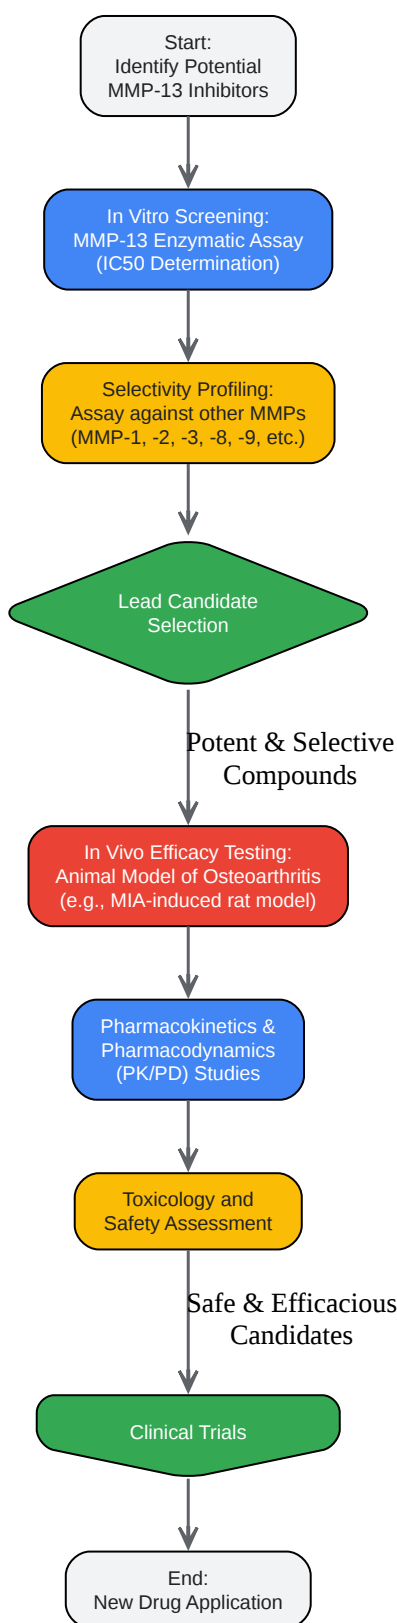 Start:
Identify Potential
MMP-13 Inhibitors
In Vitro Screening:
MMP-13 Enzymatic Assay
(IC50 Determination)
Selectivity Profiling:
Assay against other MMPs
(MMP-1, -2, -3, -8, -9, etc.)
Lead Candidate
Selection
Potent & Selective
Compounds
In Vivo Efficacy Testing:
Animal Model of Osteoarthritis
(e.g., MIA-induced rat model)
Pharmacokinetics &
Pharmacodynamics
(PK/PD) Studies
Toxicology and
Safety Assessment
Safe & Efficacious
Candidates
Clinical Trials
End:
New Drug Application